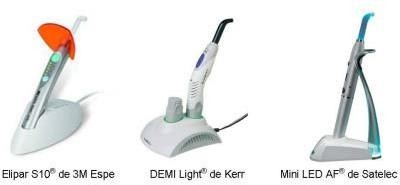 Elipar S10® de 3M Espe
DEMI Light® de Kerr
Mini LED AF® de Satelec